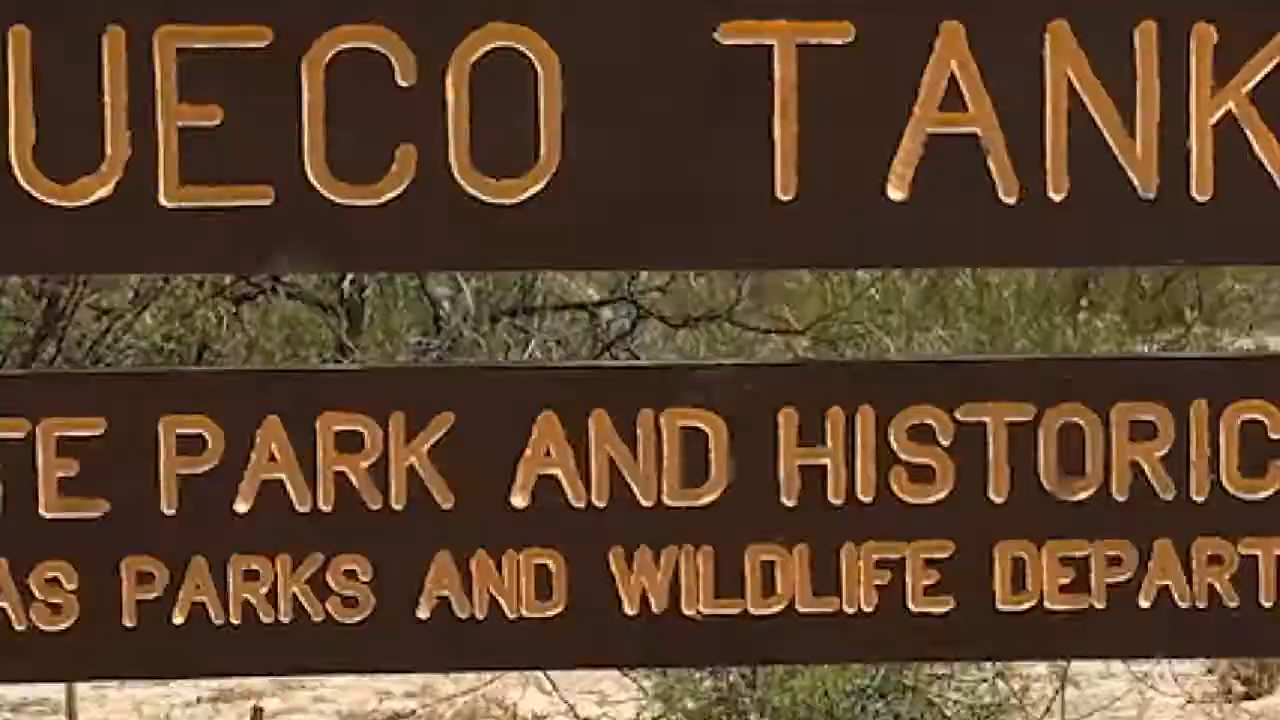 UECO TANK
TE PARK AND HISTORIC
AS PARKS AND WILDLIFE DEPART